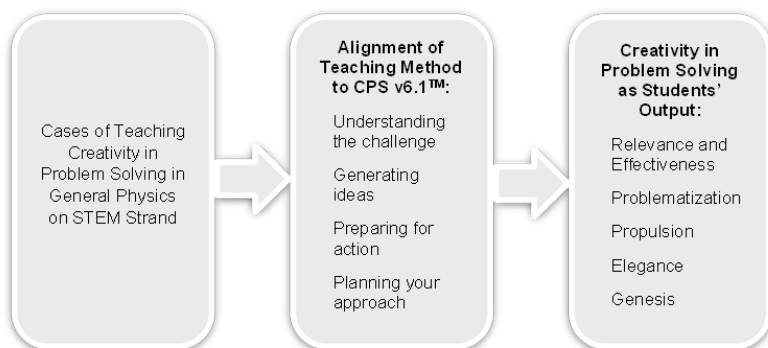 Cases of Teaching
Creativity in
Problem Solving in
General Physics
on STEM Strand
Alignment of
Teaching Method
to CPS v6.1™:
Understanding
the challenge
Generating
ideas
Preparing for
action
Planning your
approach
Creativity in
Problem Solving
as Students'
Output:
Relevance and
Effectiveness
Problematization
Propulsion
Elegance
Genesis